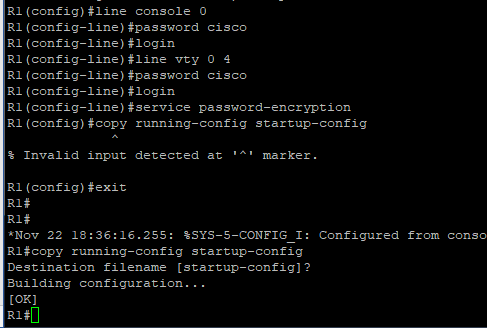 R1(config)#line console 0
R1(config-line)#password cisco
R1(config-line)#login
R1(config-line)#line vty 0 4
R1(config-line)#password cisco
R1(config-line)#login
R1(config-line)#service password-encryption
R1(config)#copy running-config startup-config
^
% Invalid input detected at '^' marker.
R1(config)#exit
R1#
R1#
*Nov 22 18:36:16.255: %SYS-5-CONFIG_I: Configured from conso
R1#copy running-config startup-config
Destination filename [startup-config]?
Building configuration...
[OK]
R1#